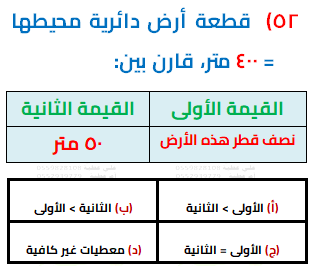 ٥٢) قطعة أرض دائرية محيطها
= ٤٠٠ متر، قارن بين:
القيمة الأولى القيمة الثانية
نصف قطر هذه الأرض ٥٠ متر
(أ) الأولى > الثانية (ب) الثانية > الأولى
(ج) الأولى = الثانية (د) معطيات غير كافية